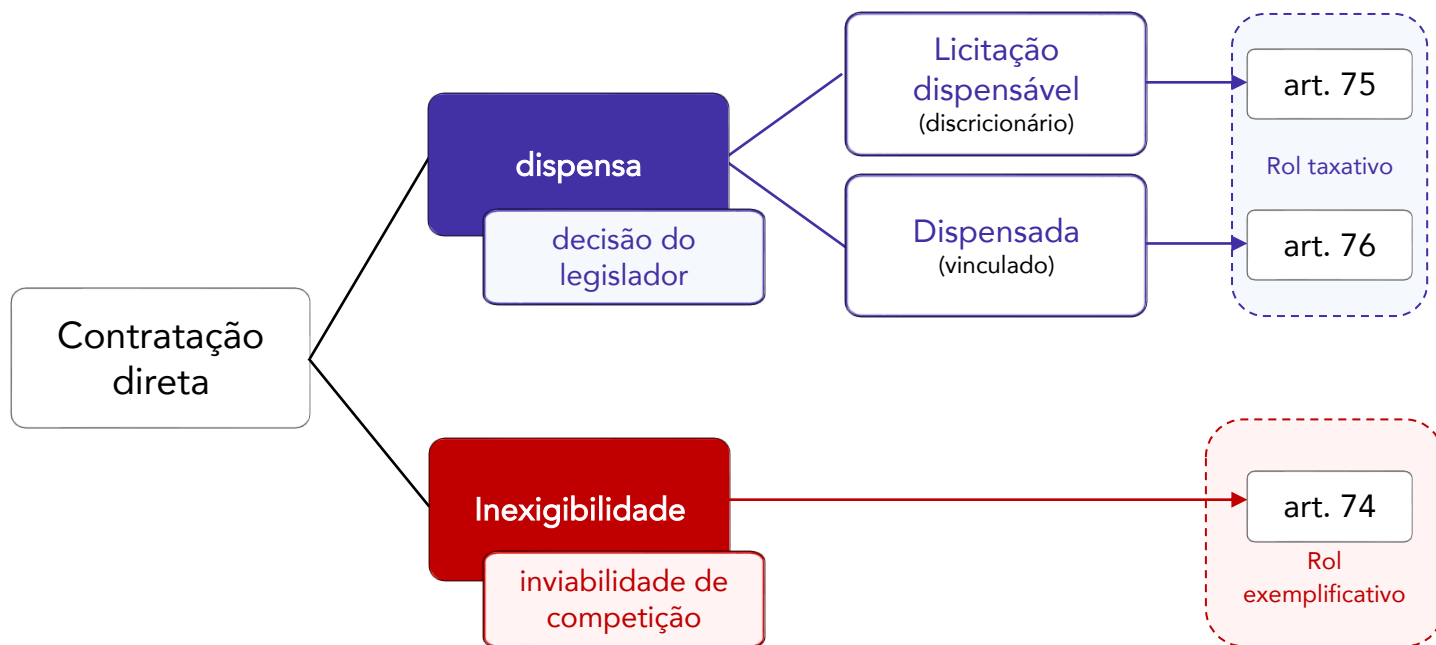 Contratação
direta
dispensa
decisão do
legislador
Licitação
dispensável
(discricionário)
art. 75
Rol taxativo
Dispensada
(vinculado)
art. 76
Inexigibilidade
inviabilidade de
competição
art. 74
Rol
exemplificativo